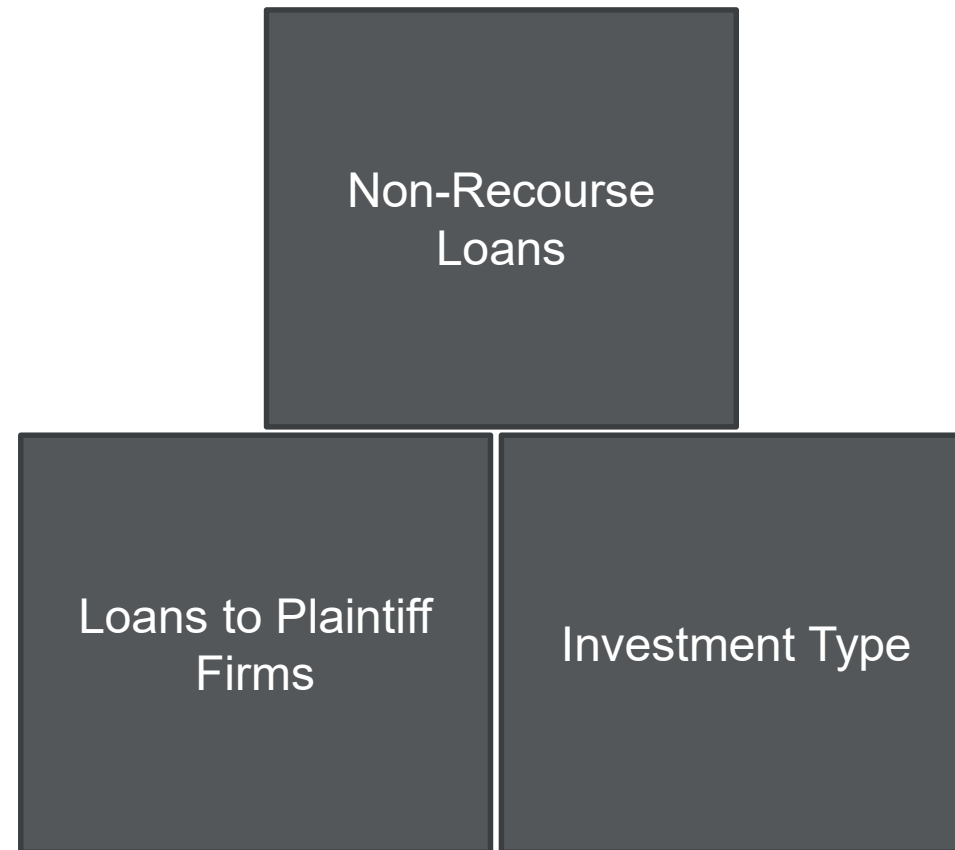 Non-Recourse
Loans
Loans to Plaintiff
Firms
Investment Type